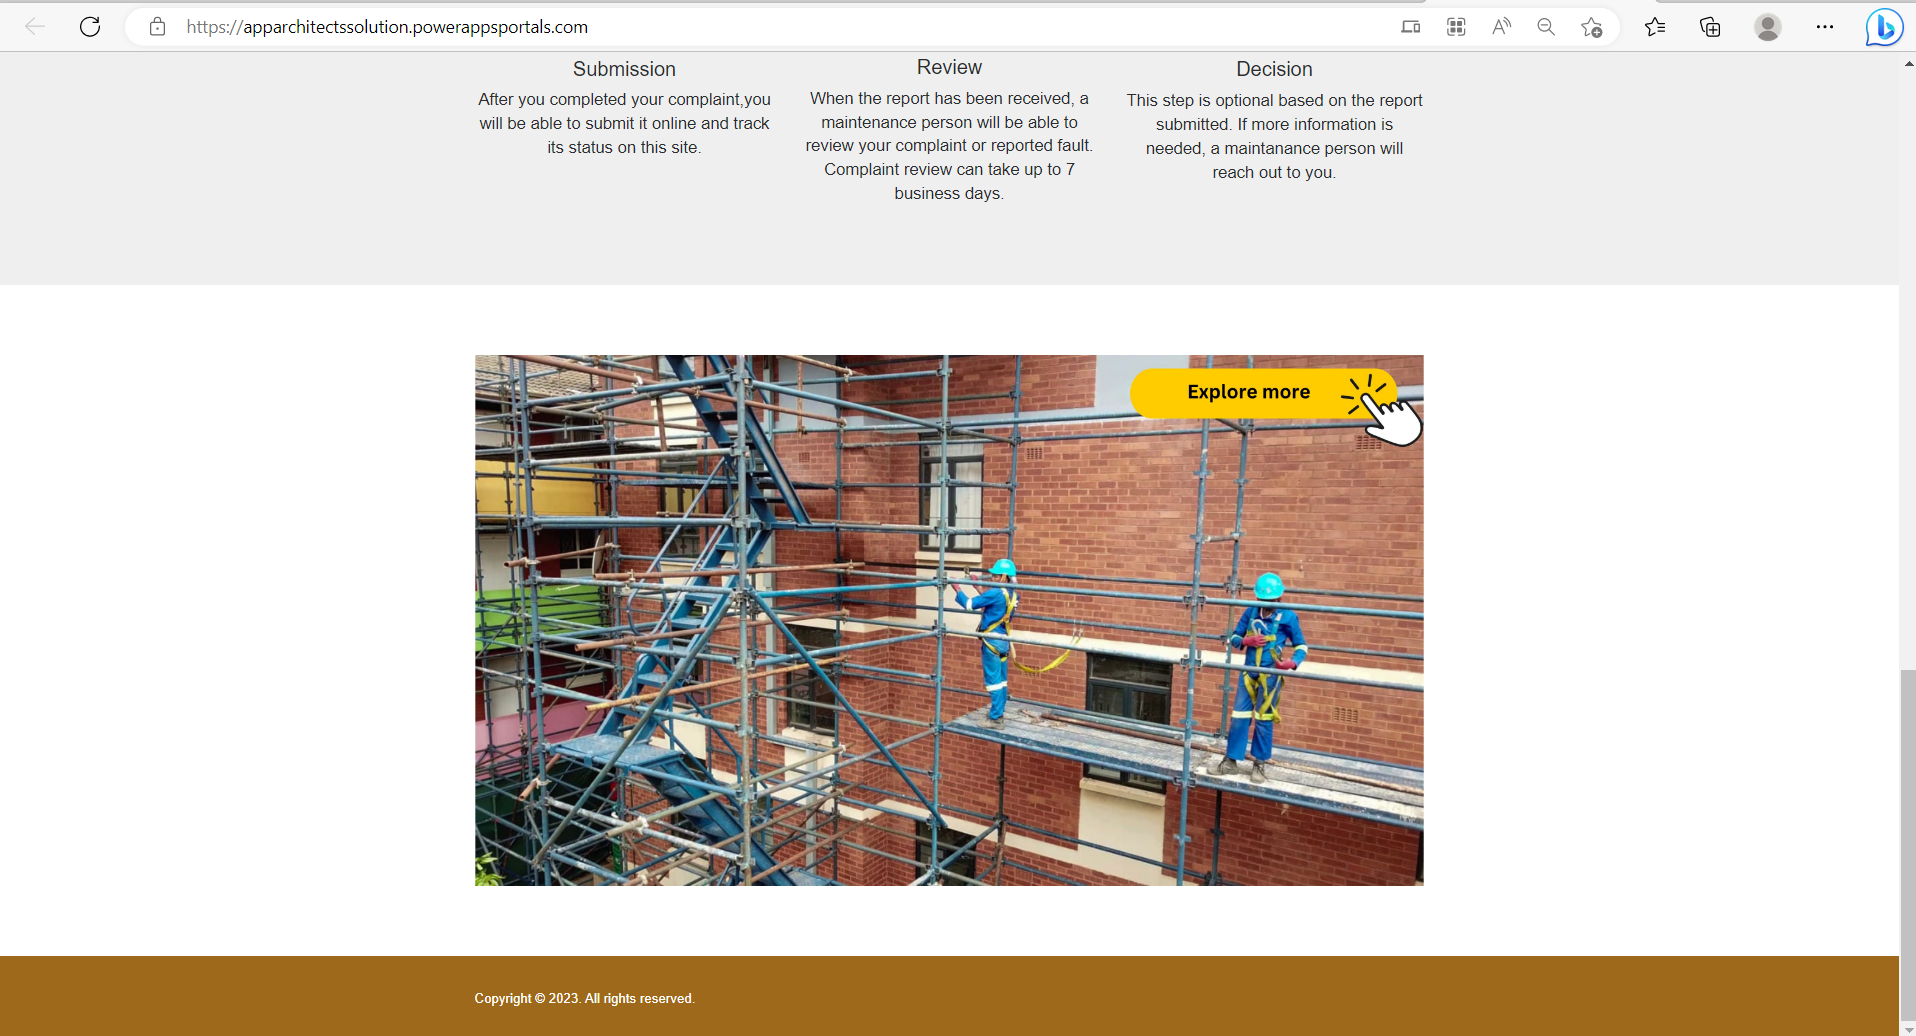 https://apparchitectssolution.powerappsportals.com
Submission
After you completed your complaint,you
will be able to submit it online and track
its status on this site.
Review
When the report has been received, a
maintenance person will be able to
review your complaint or reported fault.
Complaint review can take up to 7
business days.
Decision
This step is optional based on the report
submitted. If more information is
needed, a maintanance person will
reach out to you.
Explore more
Copyright © 2023. All rights reserved.